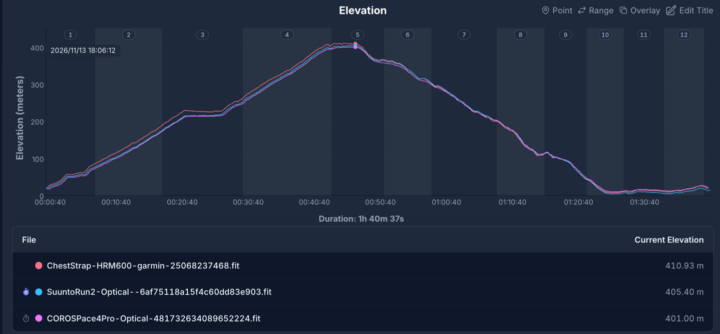 Elevation
Point Range Overlay Edit Title
1 2 3 4 5 6 7 8 9 10 11 12
2026/11/13 18:06:12
Elevation (meters)
400
300
200
100
0
00:00:40 00:10:40 00:20:40 00:30:40 00:40:40 00:50:40 01:00:40 01:10:40 01:20:40 01:30:40
Duration: 1h 40m 37s
File Current Elevation
ChestStrap-HRM600-garmin-25068237468.fit 410.93 m
SuuntoRun2-Optical--6af75118a15f4c60dd83e903.fit 405.40 m
COROSPace4Pro-Optical-481732634089652224.fit 401.00 m